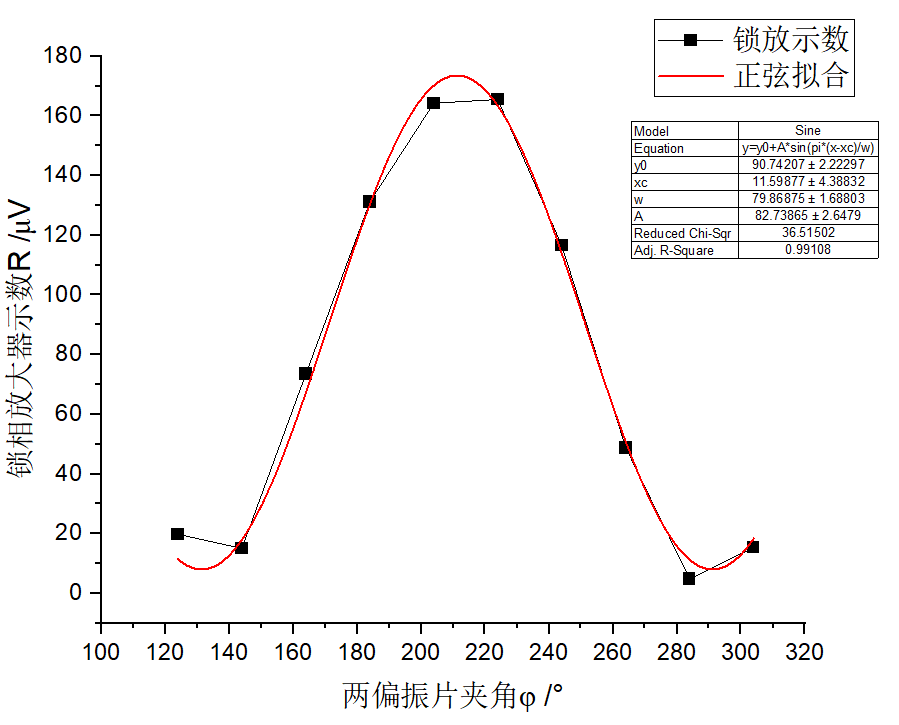 锁放示数
正弦拟合
Model Sine
Equation y=y0+A*sin(pi*(x-xc)/w)
y0 90.74207 ± 2.22297
xc 11.59877 ± 4.38832
w 79.86875 ± 1.68803
A 82.73865 ± 2.6479
Reduced Chi-Sqr 36.51502
Adj. R-Square 0.99108
锁相放大器示数R /μV
180
160
140
120
100
80
60
40
20
0
100 120 140 160 180 200 220 240 260 280 300 320
两偏振片夹角φ /°